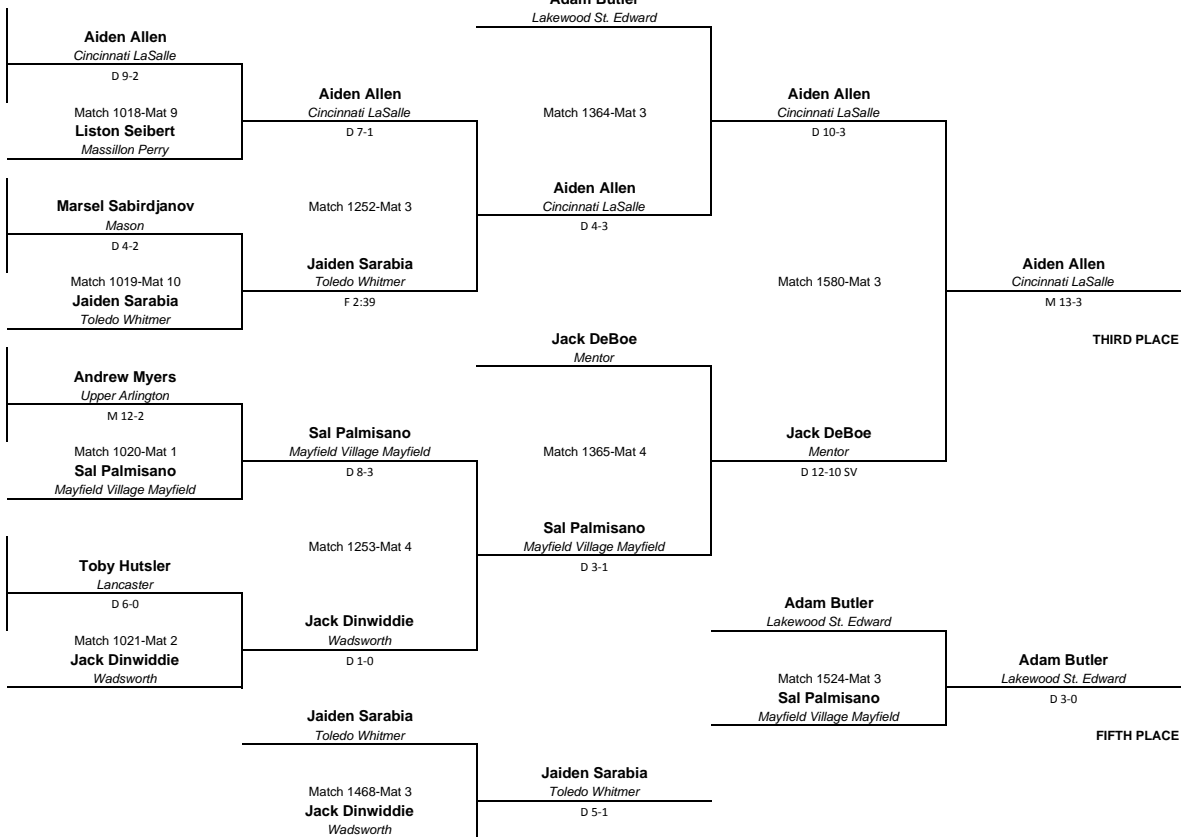 Adam Butler
Lakewood St. Edward
Aiden Allen
Cincinnati LaSalle
D 9-2
Match 1018-Mat 9
Liston Seibert
Massillon Perry
Aiden Allen
Cincinnati LaSalle
D 7-1
Match 1364-Mat 3
Aiden Allen
Cincinnati LaSalle
D 10-3
Marsel Sabirdjanov
Mason
D 4-2
Match 1019-Mat 10
Jaiden Sarabia
Toledo Whitmer
Match 1252-Mat 3
Jaiden Sarabia
Toledo Whitmer
F 2:39
Aiden Allen
Cincinnati LaSalle
D 4-3
Match 1580-Mat 3
Aiden Allen
Cincinnati LaSalle
M 13-3
THIRD PLACE
Jack DeBoe
Mentor
Andrew Myers
Upper Arlington
M 12-2
Match 1020-Mat 1
Sal Palmisano
Mayfield Village Mayfield
Sal Palmisano
Mayfield Village Mayfield
D 8-3
Match 1365-Mat 4
Jack DeBoe
Mentor
D 12-10 SV
Match 1253-Mat 4
Sal Palmisano
Mayfield Village Mayfield
D 3-1
Toby Hutsler
Lancaster
D 6-0
Match 1021-Mat 2
Jack Dinwiddie
Wadsworth
Jack Dinwiddie
Wadsworth
D 1-0
Adam Butler
Lakewood St. Edward
Match 1524-Mat 3
Sal Palmisano
Mayfield Village Mayfield
Adam Butler
Lakewood St. Edward
D 3-0
FIFTH PLACE
Jaiden Sarabia
Toledo Whitmer
Match 1468-Mat 3
Jack Dinwiddie
Wadsworth
Jaiden Sarabia
Toledo Whitmer
D 5-1